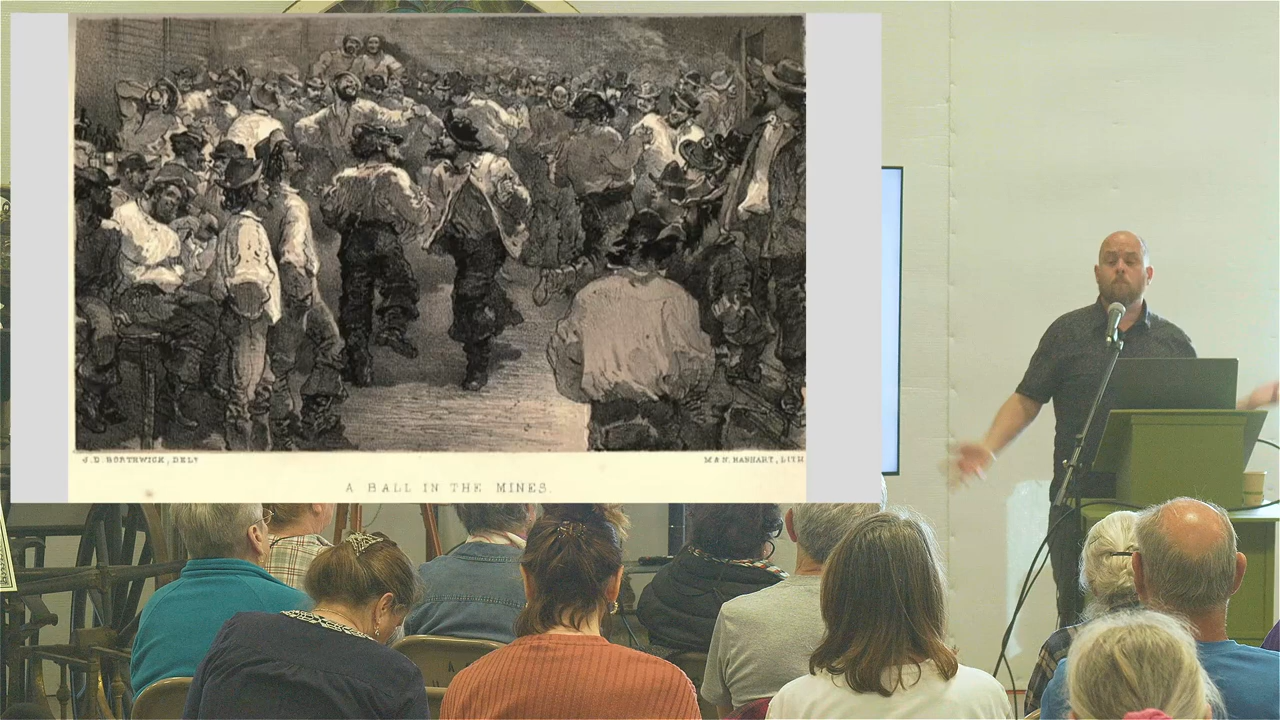 J.D. BORTHWICK, DELT
M & N. HANHART, LITH
A BALL IN THE MINES.